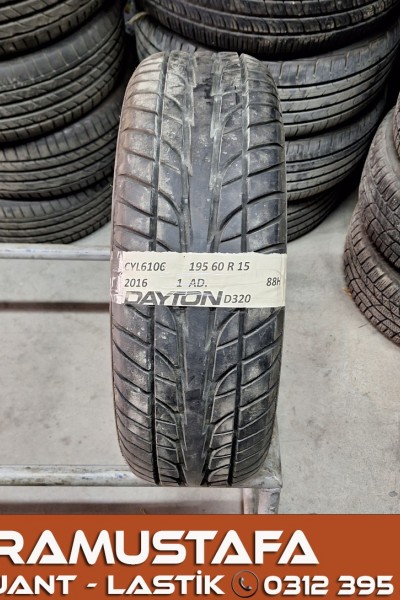 CYL6106 195 60 R 15
2016 1 AD. 88H
DAYTON D320
RAMUSTAFA
JANT - LASTİK 0312 395